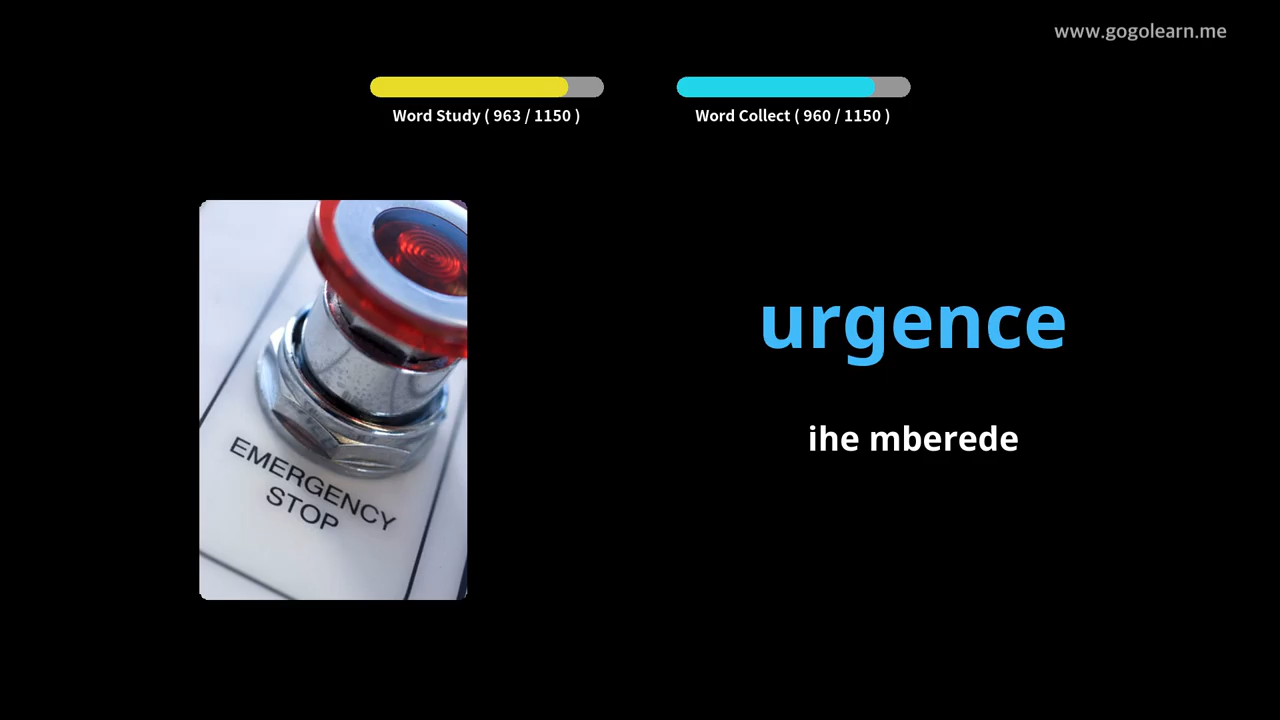 www.gogolearn.me
Word Study ( 963 / 1150 )
Word Collect ( 960 / 1150 )
EMERGENCY
STOP
urgence
ihe mberede